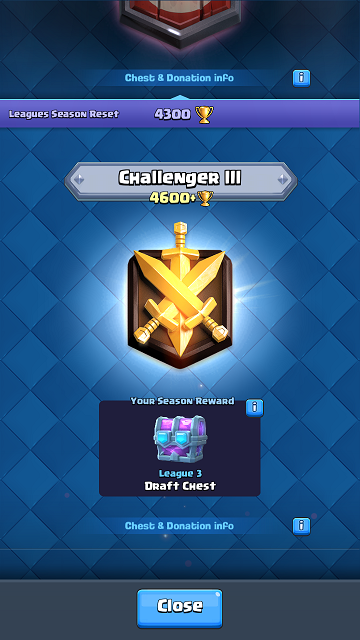 Chest & Donation info
i
Leagues Season Reset 4300
Challenger III
4600+
Your Season Reward
i
League 3
Draft Chest
Chest & Donation info
i
Close